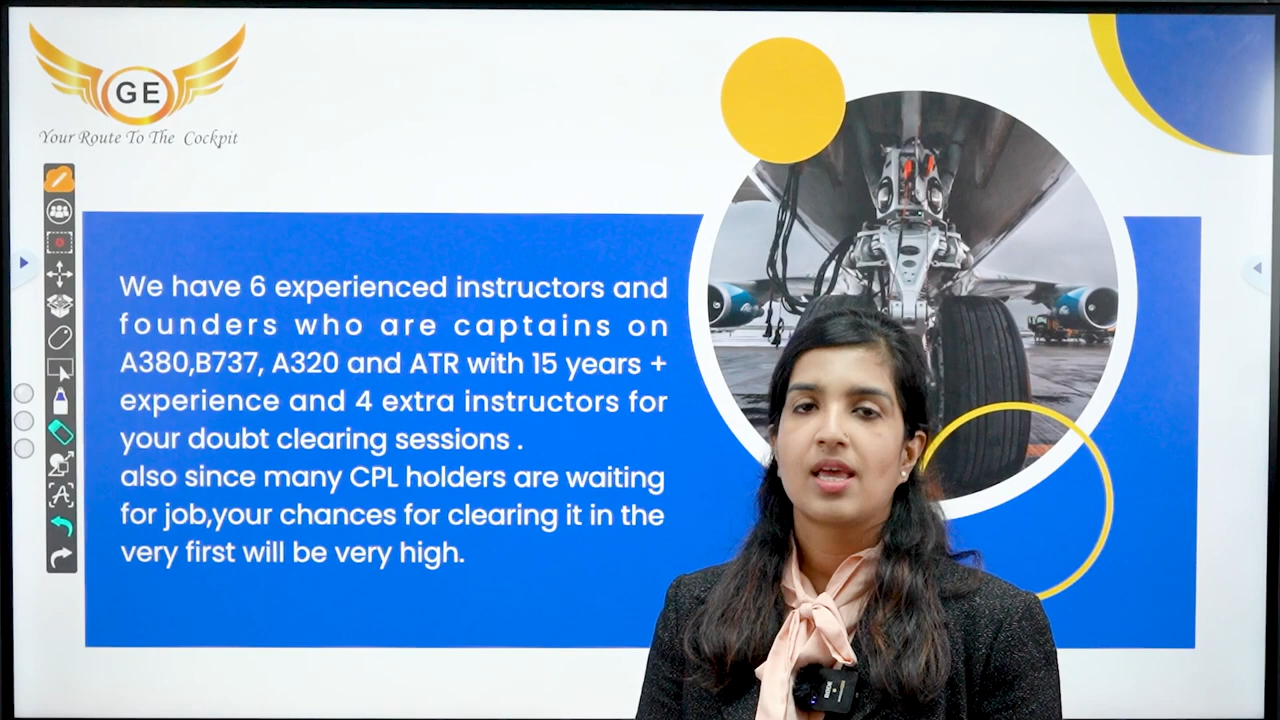 GE
Your Route To The Cockpit
We have 6 experienced instructors and
founders who are captains on
A380,B737, A320 and ATR with 15 years +
experience and 4 extra instructors for
your doubt clearing sessions .
also since many CPL holders are waiting
for job,your chances for clearing it in the
very first will be very high.